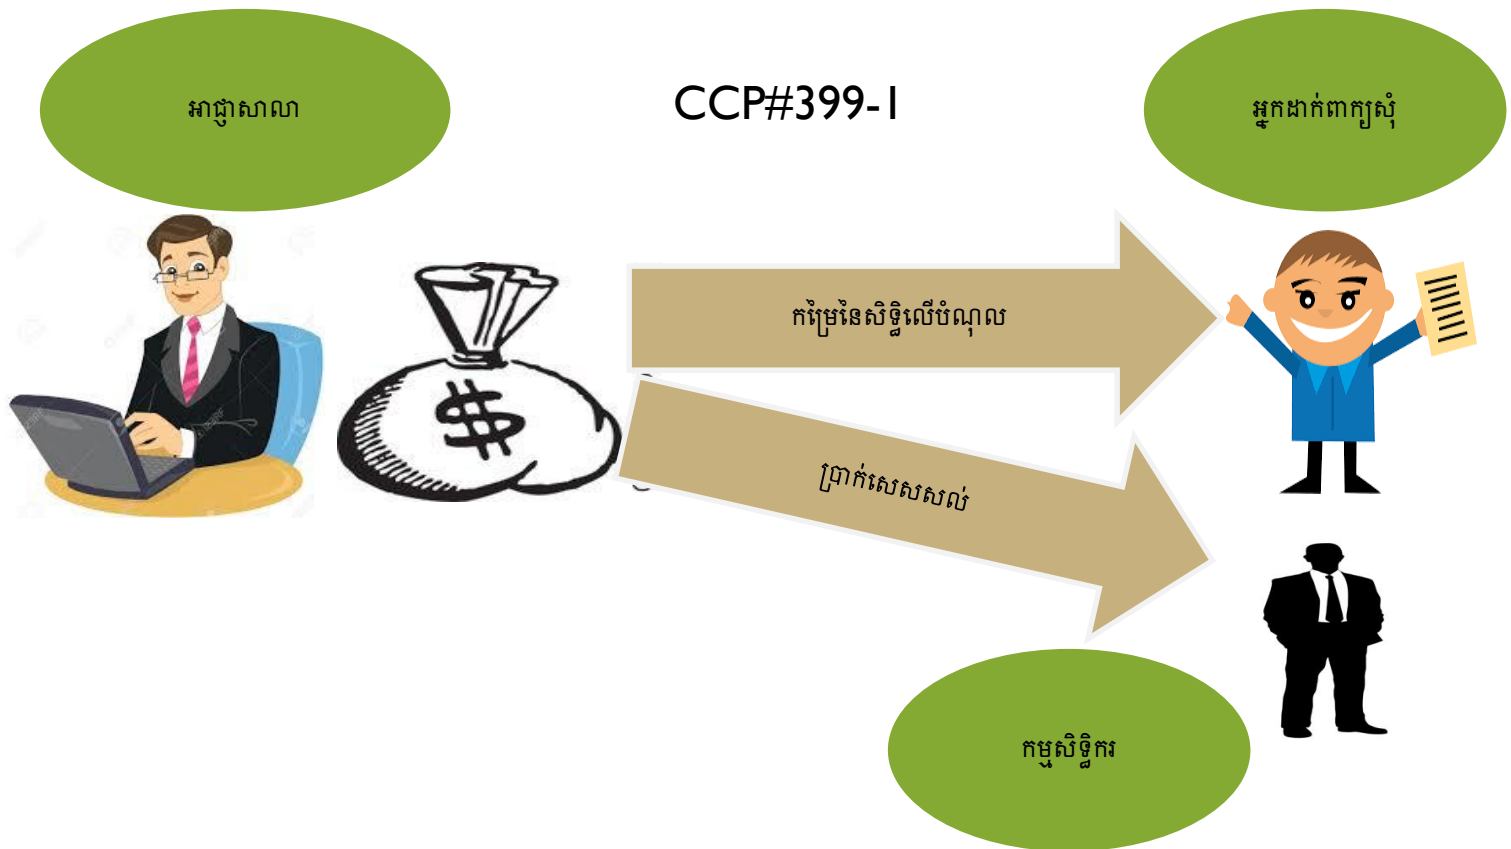 អាជ្ញាសាលា
CCP#399-1
អ្នកដាក់ពាក្យសុំ
កម្រៃនៃសិទ្ធិលើបំណុល
ប្រាក់សេសសល់
កម្មសិទ្ធិករ